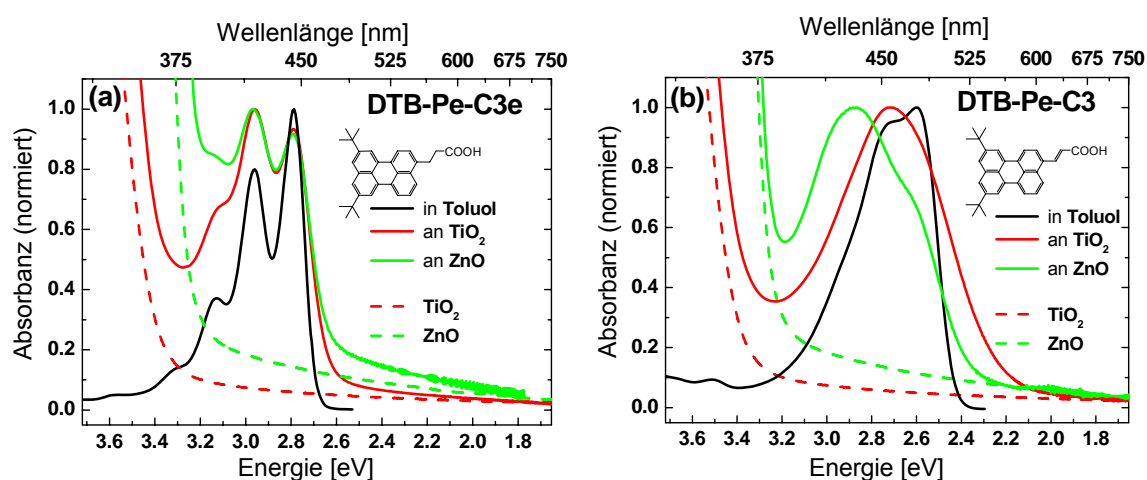 Wellenlänge [nm]
375 450 525 600 675 750
(a)
DTB-Pe-C3e
COOH
in Toluol
an TiO2
an ZnO
TiO2
ZnO
Absorbanz (normiert)
1.0
0.8
0.6
0.4
0.2
0.0
3.6 3.4 3.2 3.0 2.8 2.6 2.4 2.2 2.0 1.8
Energie [eV]
Wellenlänge [nm]
375 450 525 600 675 750
(b)
DTB-Pe-C3
COOH
in Toluol
an TiO2
an ZnO
TiO2
ZnO
Absorbanz (normiert)
1.0
0.8
0.6
0.4
0.2
0.0
3.6 3.4 3.2 3.0 2.8 2.6 2.4 2.2 2.0 1.8
Energie [eV]